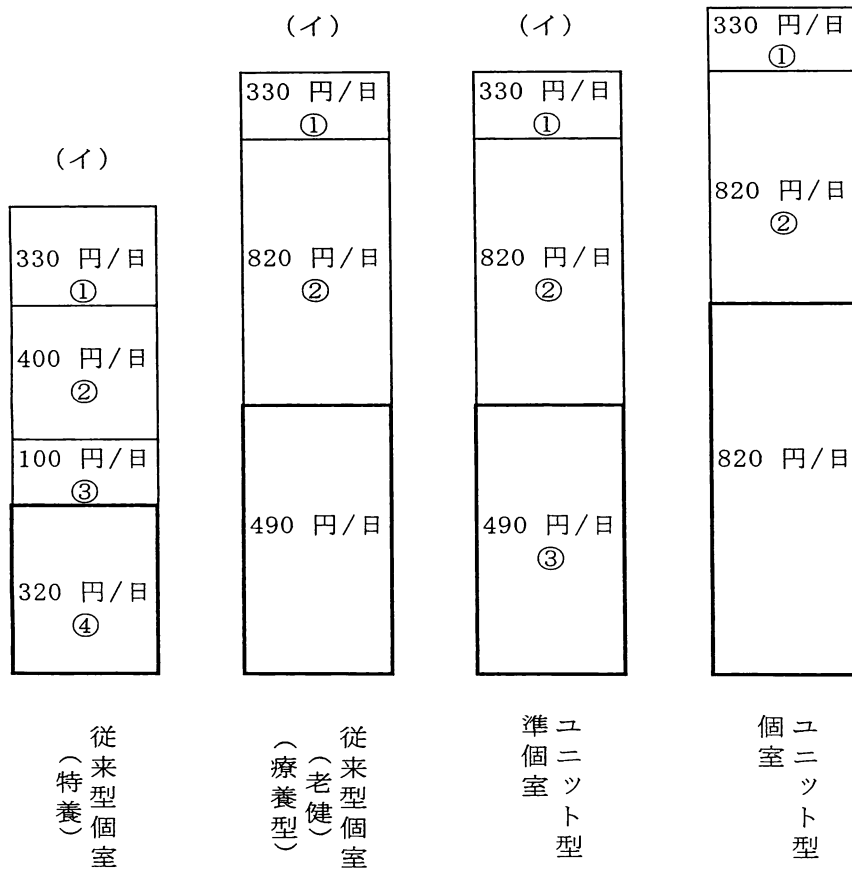 (イ)
330 円/日
①
400 円/日
②
100 円/日
③
320 円/日
④
従来型個室
(特養)
(イ)
330 円/日
①
820 円/日
②
490 円/日
従来型個室
(老健)
(療養型)
(イ)
330 円/日
①
820 円/日
②
490 円/日
③
ユニット型
準個室
330 円/日
①
820 円/日
②
820 円/日
ユニット型
個室